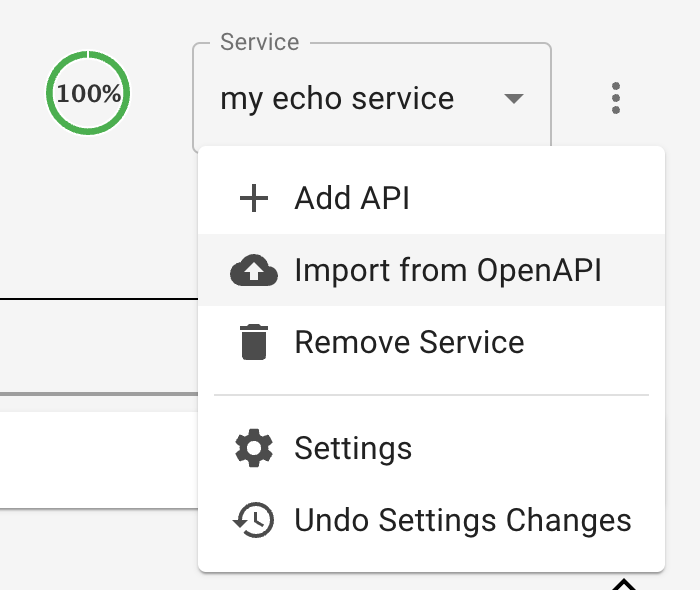 Service
100%
my echo service
Add API
Import from OpenAPI
Remove Service
Settings
Undo Settings Changes